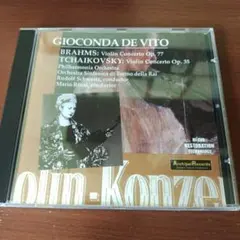 GIOCONDA DE VITO
BRAHMS: Violin Concerto Op. 77
TCHAIKOVSKY: Violin Concerto Op. 35
Philharmonia Orchestra
Orchestra Sinfonica di Torino della Rai
Rudolf Schwarz, conductor
Mario Rossi, conductor
RESTORATION
olin-Konzer